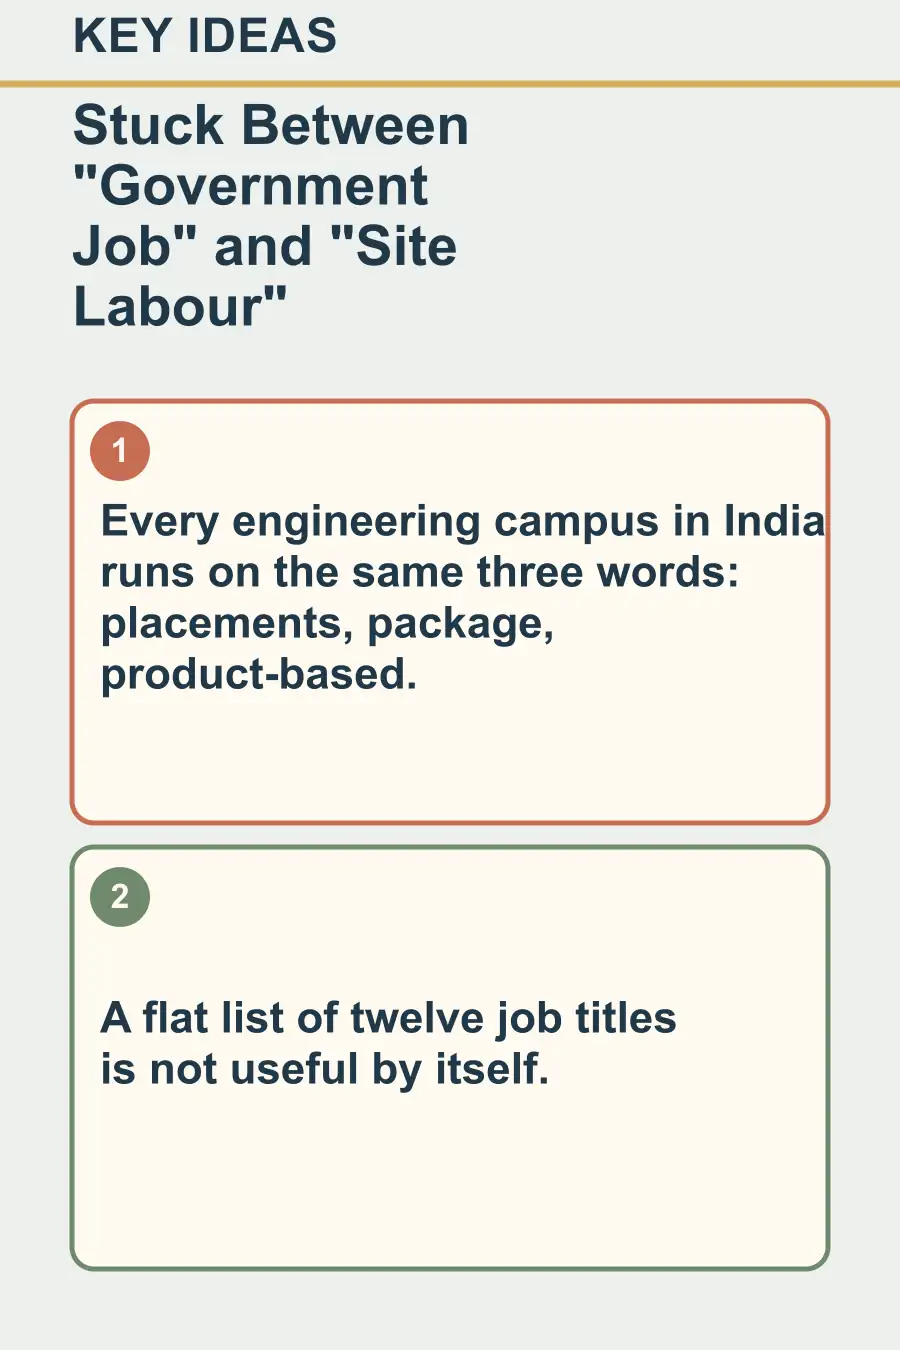 KEY IDEAS
Stuck Between
"Government
Job" and "Site
Labour"
1
Every engineering campus in India
runs on the same three words:
placements, package,
product-based.
2
A flat list of twelve job titles
is not useful by itself.